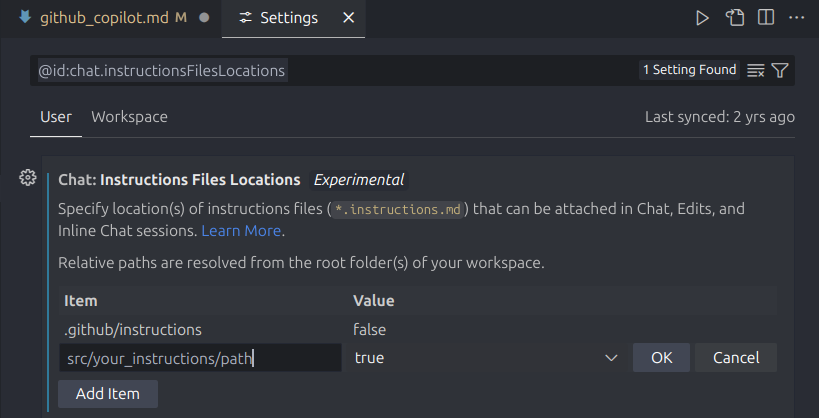 github_copilot.md M
Settings
@id:chat.instructionsFilesLocations
1 Setting Found
User Workspace Last synced: 2 yrs ago
Chat: Instructions Files Locations Experimental
Specify location(s) of instructions files (*.instructions.md) that can be attached in Chat, Edits, and
Inline Chat sessions. Learn More.
Relative paths are resolved from the root folder(s) of your workspace.
Item Value
.github/instructions false
src/your_instructions/path true OK Cancel
Add Item